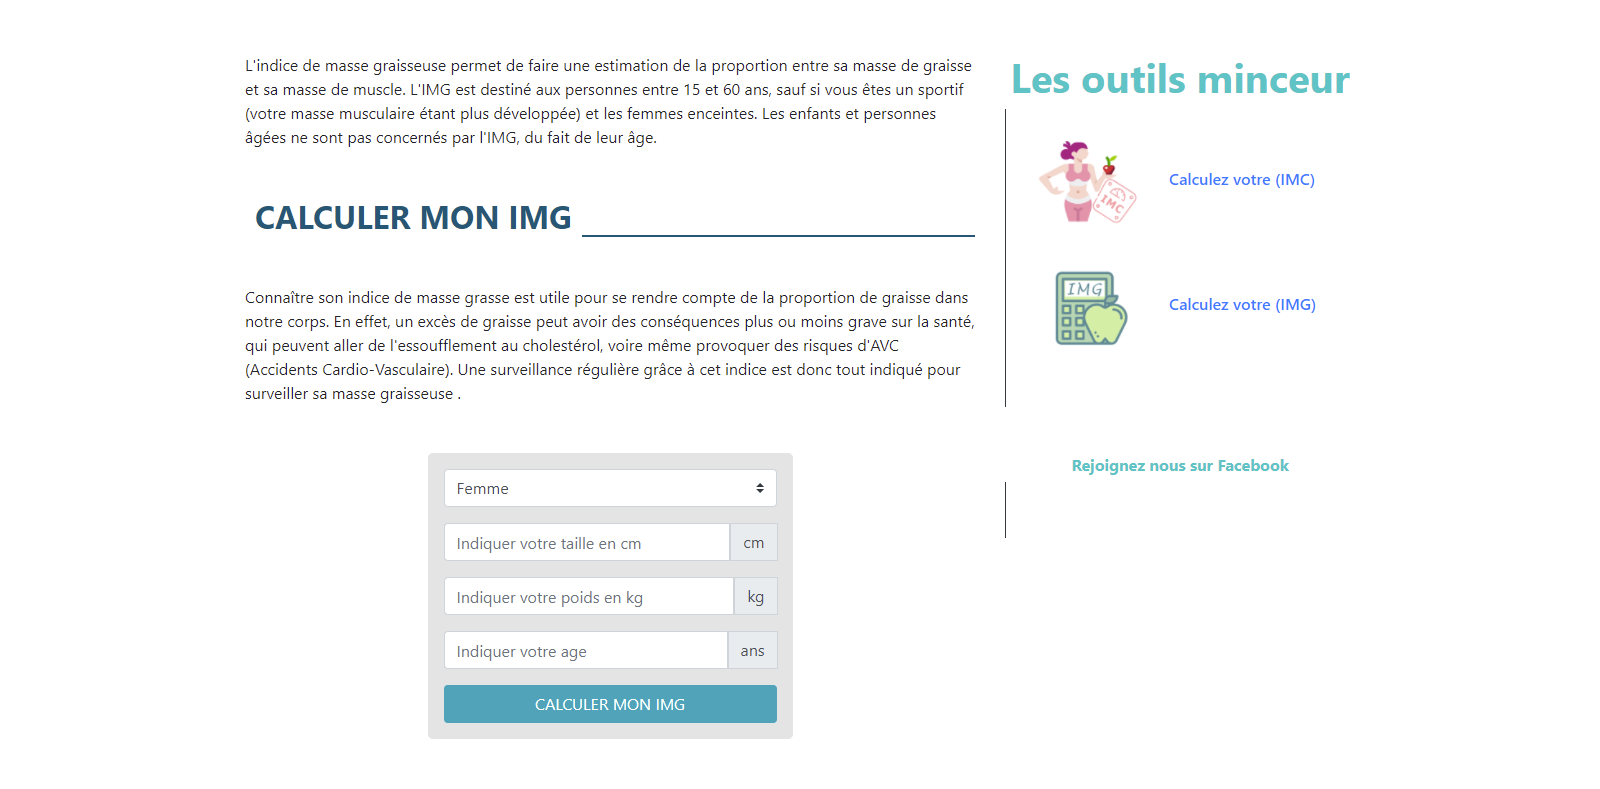 L'indice de masse graisseuse permet de faire une estimation de la proportion entre sa masse de graisse
et sa masse de muscle. L'IMG est destiné aux personnes entre 15 et 60 ans, sauf si vous êtes un sportif
(votre masse musculaire étant plus développée) et les femmes enceintes. Les enfants et personnes
âgées ne sont pas concernés par l'IMG, du fait de leur âge.
CALCULER MON IMG
Connaître son indice de masse grasse est utile pour se rendre compte de la proportion de graisse dans
notre corps. En effet, un excès de graisse peut avoir des conséquences plus ou moins grave sur la santé,
qui peuvent aller de l'essoufflement au cholestérol, voire même provoquer des risques d'AVC
(Accidents Cardio-Vasculaire). Une surveillance régulière grâce à cet indice est donc tout indiqué pour
surveiller sa masse graisseuse .
Femme
Indiquer votre taille en cm cm
Indiquer votre poids en kg kg
Indiquer votre age ans
CALCULER MON IMG
Les outils minceur
IMC
Calculez votre (IMC)
IMG
Calculez votre (IMG)
Rejoignez nous sur Facebook